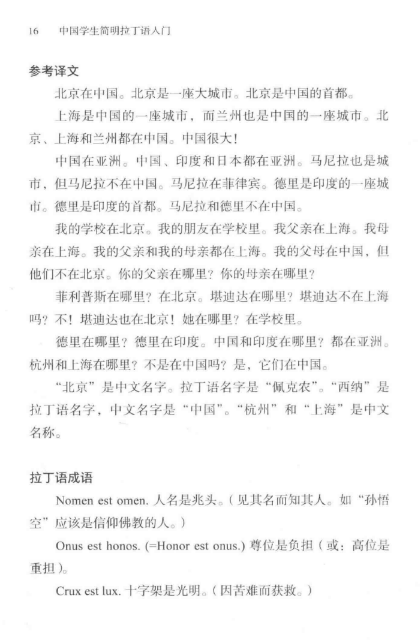 16 中国学生简明拉丁语入门
参考译文
北京在中国。北京是一座大城市。北京是中国的首都。
上海是中国的一座城市，而兰州也是中国的一座城市。北
京、上海和兰州都在中国。中国很大！
中国在亚洲。中国、印度和日本都在亚洲。马尼拉也是城
市，但马尼拉不在中国。马尼拉在菲律宾。德里是印度的一座城
市。德里是印度的首都。马尼拉和德里不在中国。
我的学校在北京。我的朋友在学校里。我父亲在上海。我母
亲在上海。我的父亲和我的母亲都在上海。我的父母在中国，但
他们不在北京。你的父亲在哪里？你的母亲在哪里？
菲利普斯在哪里？在北京。堪迪达在哪里？堪迪达不在上海
吗？不！堪迪达也在北京！她在哪里？在学校里。
德里在哪里？德里在印度。中国和印度在哪里？都在亚洲。
杭州和上海在哪里？不是在中国吗？是，它们在中国。
“北京”是中文名字。拉丁语名字是“佩克农”。“西纳”是
拉丁语名字，中文名字是“中国”。“杭州”和“上海”是中文
名称。
拉丁语成语
Nomen est omen. 人名是兆头。（见其名而知其人。如“孙悟
空”应该是信仰佛教的人。）
Onus est honos. (=Honor est onus.) 尊位是负担（或：高位是
重担）。
Crux est lux. 十字架是光明。（因苦难而获救。）